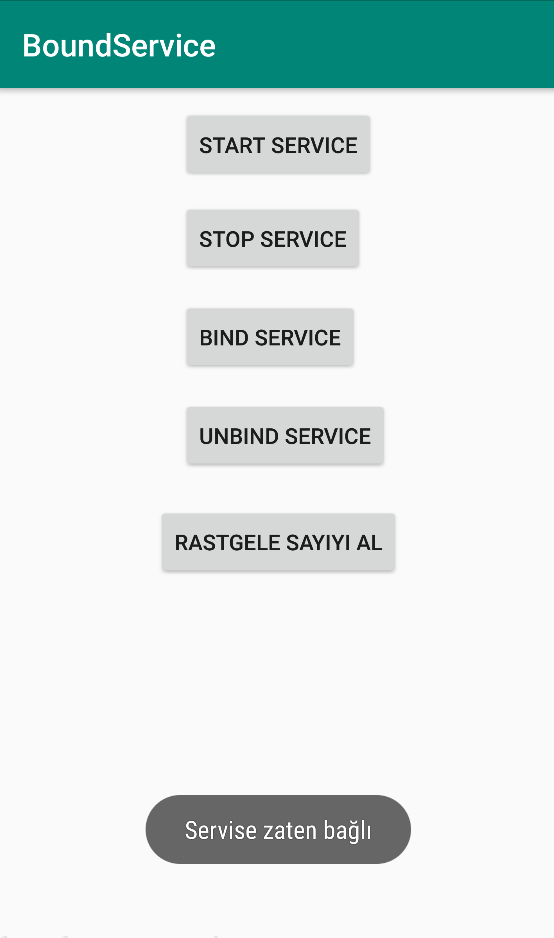 BoundService
START SERVICE
STOP SERVICE
BIND SERVICE
UNBIND SERVICE
RASTGELE SAYIYI AL
Servise zaten bağlı